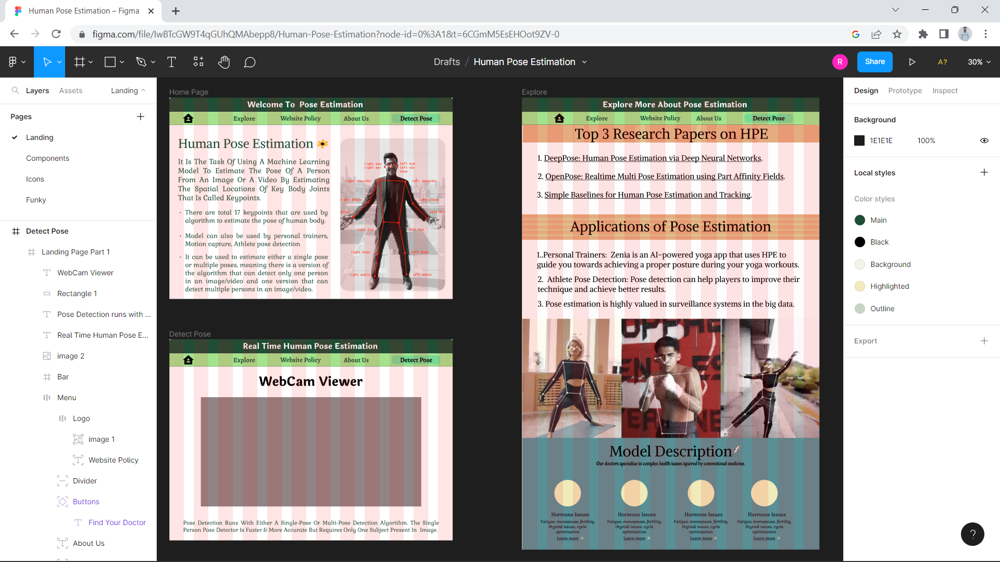 Human Pose Estimation – Figma
figma.com/file/IwBTcGW9T4qGUhQMAbepp8/Human-Pose-Estimation?node-id=0%3A1&t=6CGmM5EsEHOot9ZV-0
Drafts / Human Pose Estimation
R
Share
A?
30%
Layers
Assets
Landing
Pages
Landing
Components
Icons
Funky
Detect Pose
Landing Page Part 1
WebCam Viewer
Rectangle 1
Pose Detection runs with ...
Real Time Human Pose E...
image 2
Bar
Menu
Logo
image 1
Website Policy
Divider
Buttons
Find Your Doctor
About Us
Home Page
Welcome To Pose Estimation
Explore
Website Policy
About Us
Detect Pose
Human Pose Estimation
It Is The Task Of Using A Machine Learning
Model To Estimate The Pose Of A Person
From An Image Or A Video By Estimating
The Spatial Locations Of Key Body Joints
That Is Called Keypoints.
· There are total 17 keypoints that are used by
algorithm to estimate the pose of human body.
· Model can also be used by personal trainers,
Motion capture, Athlete pose detection
· It can be used to estimate either a single pose
or multiple poses, meaning there is a version of
the algorithm that can detect only one person
in an image/video and one version that can
detect multiple persons in an image/video.
right eye
left eye
right ear
left ear
nose
right shoulder
left shoulder
right elbow
left elbow
wrist
left wri
right hip
left hip
right knee
left knee
right ankle
left ankle
Detect Pose
Real Time Human Pose Estimation
Explore
Website Policy
About Us
Detect Pose
WebCam Viewer
Pose Detection Runs With Either A Single-Pose Or Multi-Pose Detection Algorithm. The Single
Person Pose Detector Is Faster & More Accurate But Requires Only One Subject Present In Image.
Explore
Explore More About Pose Estimation
Explore
Website Policy
About Us
Detect Pose
Top 3 Research Papers on HPE
1. DeepPose: Human Pose Estimation via Deep Neural Networks.
2. OpenPose: Realtime Multi Pose Estimation using Part Affinity Fields.
3. Simple Baselines for Human Pose Estimation and Tracking.
Applications of Pose Estimation
1..Personal Trainers: Zenia is an AI-powered yoga app that uses HPE to
guide you towards achieving a proper posture during your yoga workouts.
2. Athlete Pose Detection: Pose detection can help players to improve their
technique and achieve better results.
3. Pose estimation is highly valued in surveillance systems in the big data.
Model Description
Our doctors specialize in complex health issues ignored by conventional medicine.
Hormone Issues
Fatigue, menopause, fertility,
thyroid issues, cycle
optimization
Learn more
Hormone Issues
Fatigue, menopause, fertility,
thyroid issues, cycle
optimization
Learn more
Hormone Issues
Fatigue, menopause, fertility,
thyroid issues, cycle
optimization
Learn more
Hormone Issues
Fatigue, menopause, fertility,
thyroid issues, cycle
optimization
Learn more
Design
Prototype
Inspect
Background
1E1E1E
100%
Local styles
Color styles
Main
Black
Background
Highlighted
Outline
Export
?